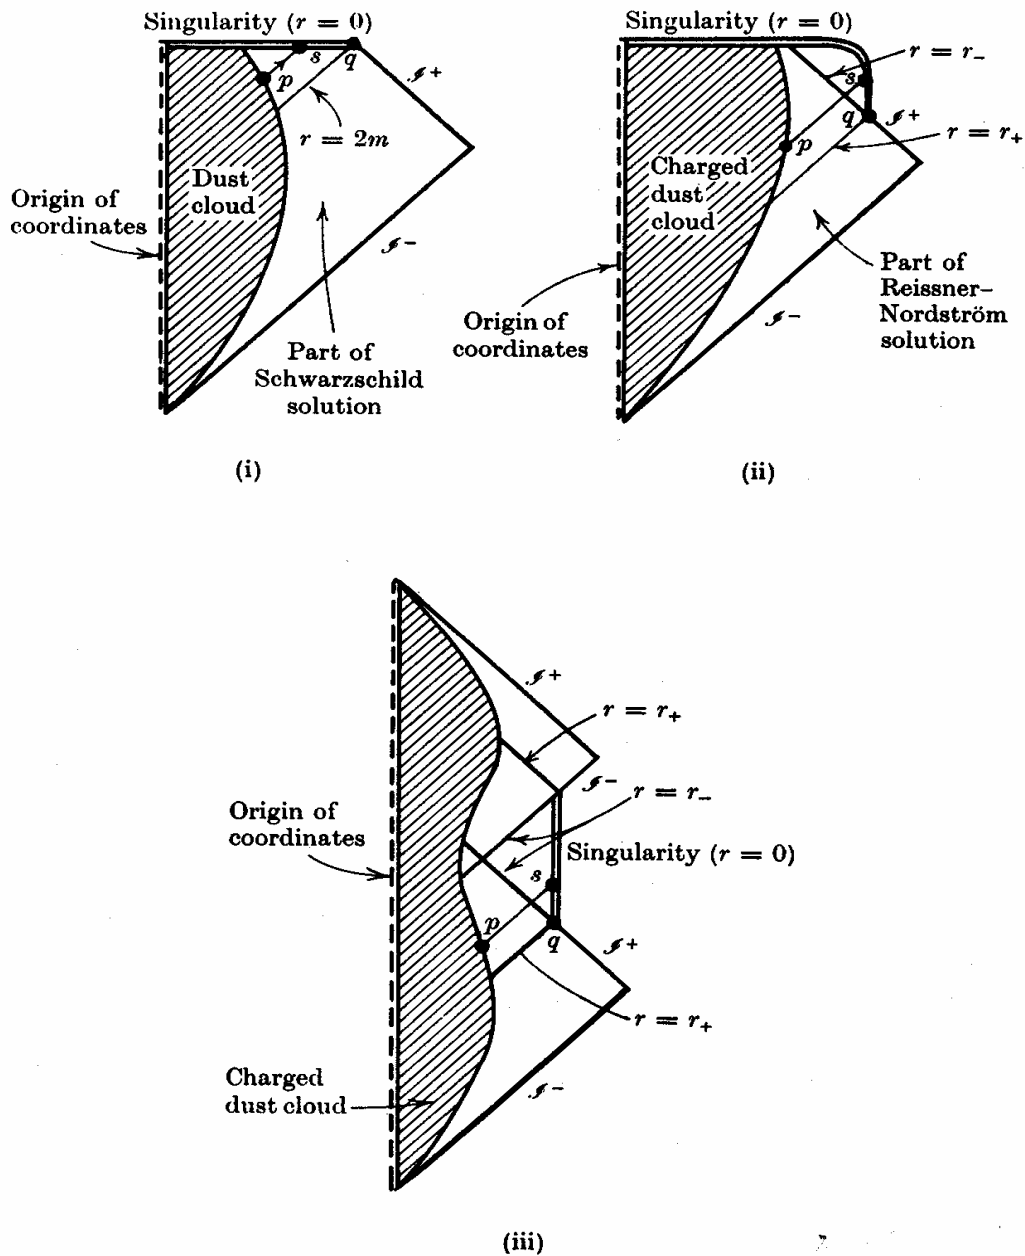 Singularity (r = 0)
p
s
q
𝓘+
r = 2m
Dust
cloud
Origin of
coordinates
𝓘−
Part of
Schwarzschild
solution
(i)
Singularity (r = 0)
r = r−
s
q
𝓘+
r = r+
p
Charged
dust
cloud
Part of
Reissner–
Nordström
solution
𝓘−
Origin of
coordinates
(ii)
𝓘+
r = r+
𝓘−
r = r−
Origin of
coordinates
Singularity (r = 0)
s
p
q
𝓘+
r = r+
Charged
dust cloud
𝓘−
(iii)